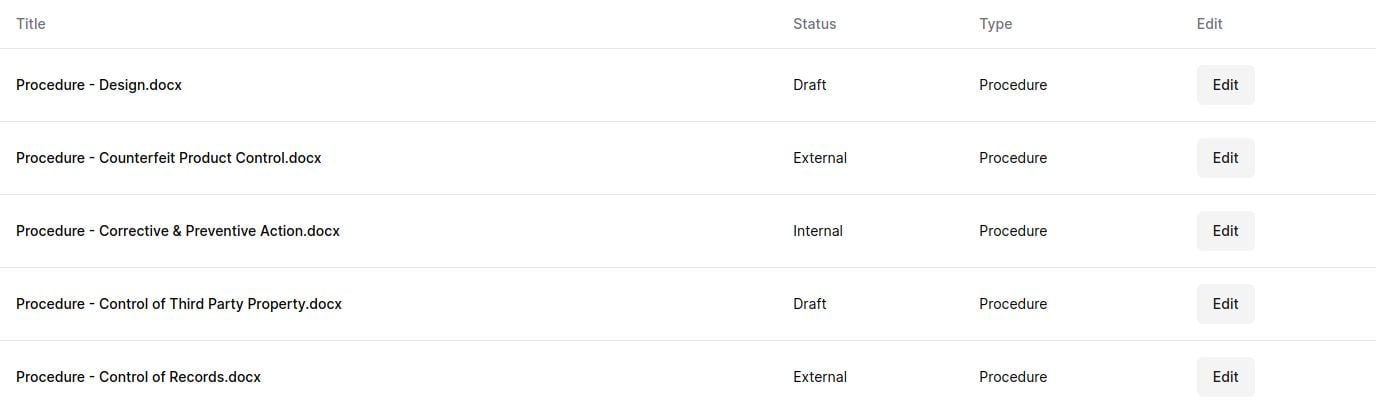 Title Status Type Edit
Procedure - Design.docx Draft Procedure Edit
Procedure - Counterfeit Product Control.docx External Procedure Edit
Procedure - Corrective & Preventive Action.docx Internal Procedure Edit
Procedure - Control of Third Party Property.docx Draft Procedure Edit
Procedure - Control of Records.docx External Procedure Edit